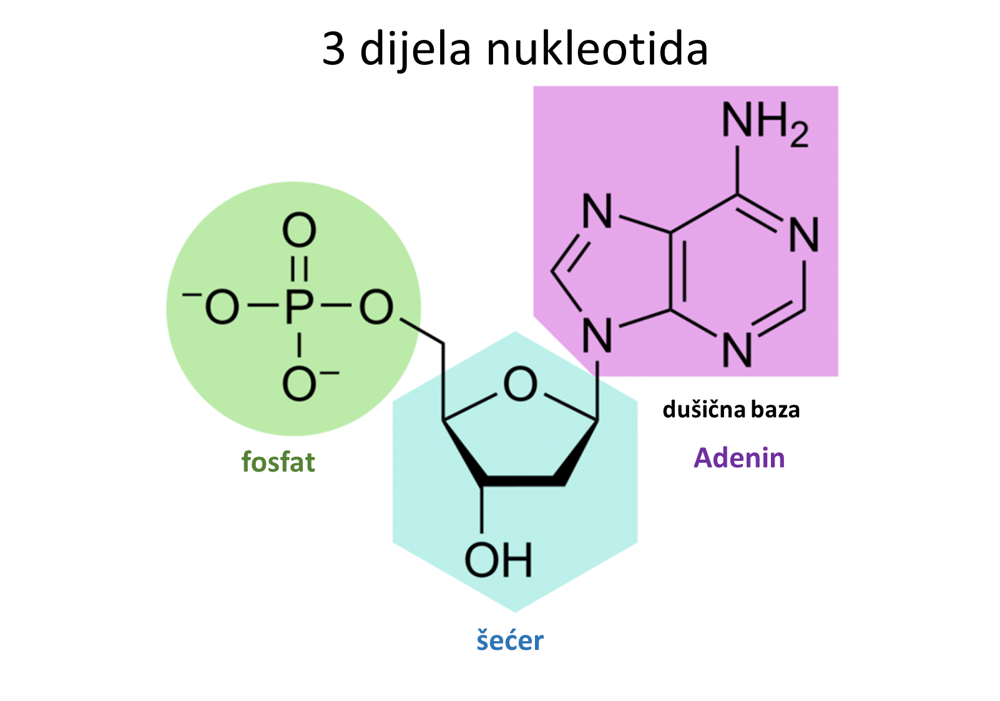 3 dijela nukleotida
NH2
N
N
O
⁻O P O
N
N
O⁻
O
dušična baza
fosfat
Adenin
OH
šećer